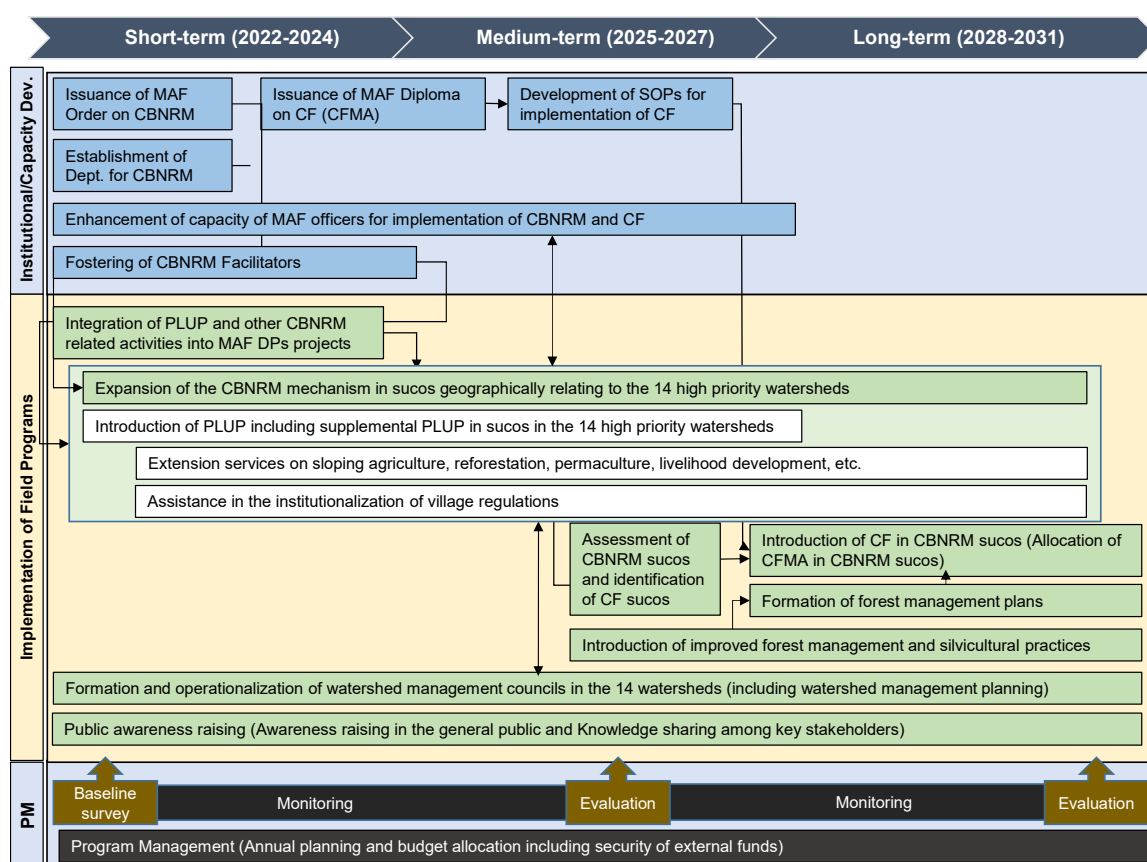 Short-term (2022-2024)
Medium-term (2025-2027)
Long-term (2028-2031)
Institutional/Capacity Dev.
Issuance of MAF
Order on CBNRM
Issuance of MAF Diploma
on CF (CFMA)
Development of SOPs for
implementation of CF
Establishment of
Dept. for CBNRM
Enhancement of capacity of MAF officers for implementation of CBNRM and CF
Fostering of CBNRM Facilitators
Implementation of Field Programs
Integration of PLUP and other CBNRM
related activities into MAF DPs projects
Expansion of the CBNRM mechanism in sucos geographically relating to the 14 high priority watersheds
Introduction of PLUP including supplemental PLUP in sucos in the 14 high priority watersheds
Extension services on sloping agriculture, reforestation, permaculture, livelihood development, etc.
Assistance in the institutionalization of village regulations
Assessment of
CBNRM sucos
and identification
of CF sucos
Introduction of CF in CBNRM sucos (Allocation of
CFMA in CBNRM sucos)
Formation of forest management plans
Introduction of improved forest management and silvicultural practices
Formation and operationalization of watershed management councils in the 14 watersheds (including watershed management planning)
Public awareness raising (Awareness raising in the general public and Knowledge sharing among key stakeholders)
PM
Baseline
survey
Monitoring
Evaluation
Monitoring
Evaluation
Program Management (Annual planning and budget allocation including security of external funds)